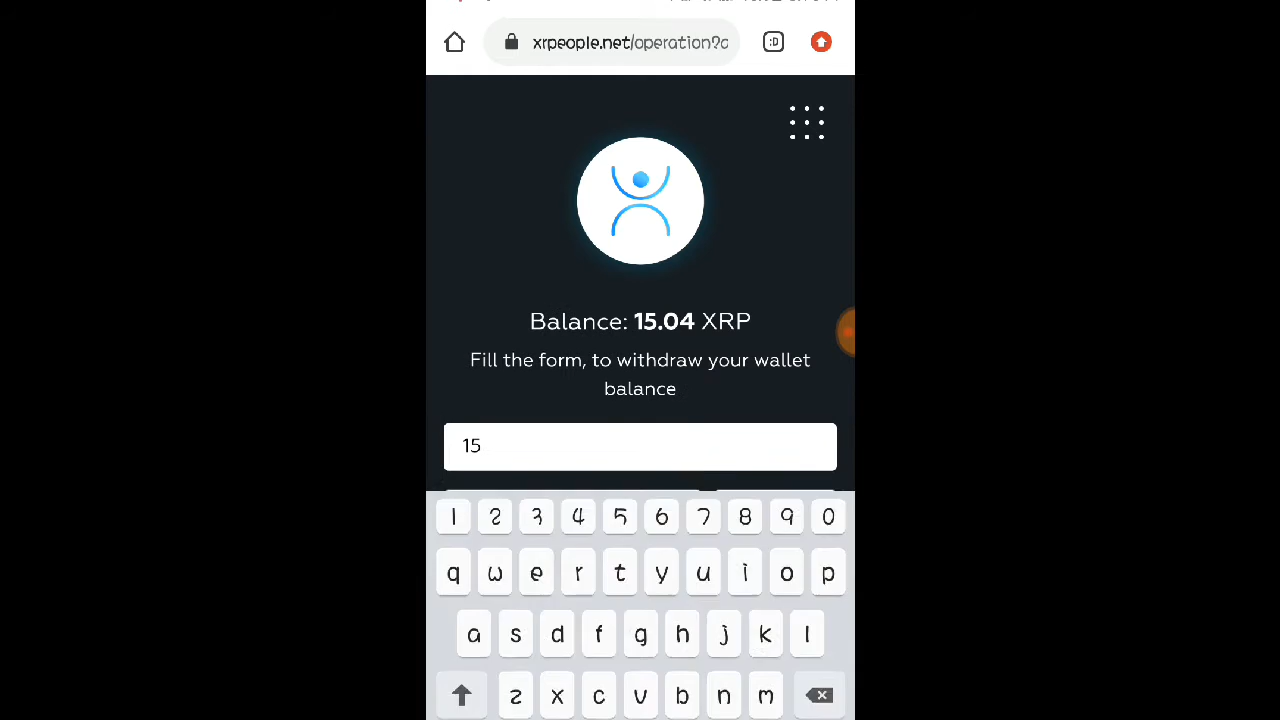 xrpeople.net/operation?c
:D
Balance: 15.04 XRP
Fill the form, to withdraw your wallet
balance
15
1 2 3 4 5 6 7 8 9 0
q w e r t y u i o p
a s d f g h j k l
z x c v b n m